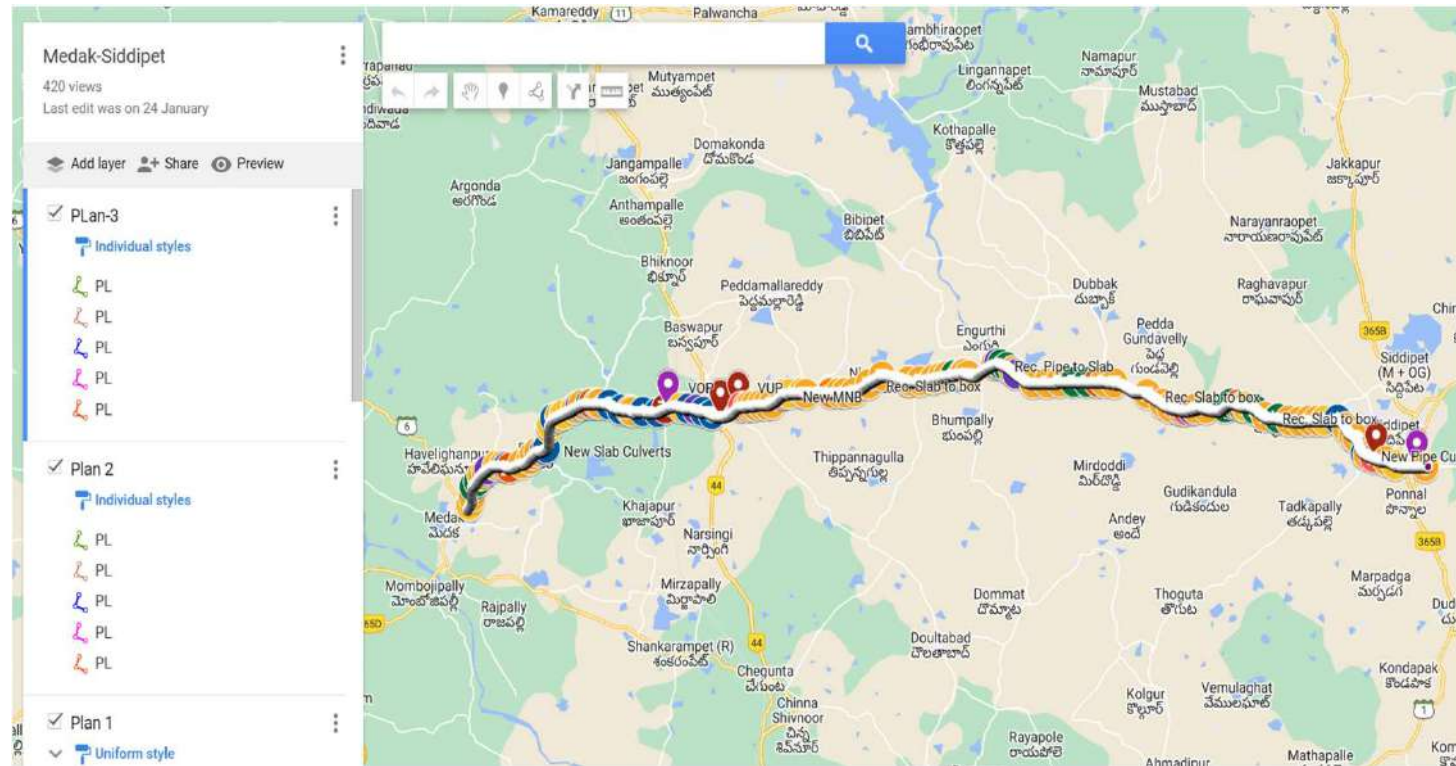 Medak-Siddipet
420 views
Last edit was on 24 January
Add layer
Share
Preview
PLan-3
Individual styles
PL
PL
PL
PL
PL
Plan 2
Individual styles
PL
PL
PL
PL
PL
Plan 1
Uniform style
Kamareddy
11
Palwancha
Mutyampet
ముత్యంపేట్
Lingannapet
లింగన్నపేట్
Namapur
నామాపూర్
Mustabad
ముస్తాబాద్
Kothapalle
కొత్తపల్లె
Domakonda
దోమకొండ
Jangampalle
జంగంపల్లె
Jakkapur
జక్కాపూర్
Argonda
అరగొండ
Anthampalle
అంతంపల్లె
Bibipet
బిబిపేట్
Narayanraopet
నారాయణరావుపేట్
Bhiknoor
భిక్నూర్
Peddamallareddy
పెద్దమల్లారెడ్డి
Dubbak
దుబ్బాక్
Raghavapur
రాఘవాపుర్
Baswapur
బస్వపూర్
Engurthi
ఎంగుర్తి
Pedda
Gundavelly
పెద్ద
గుండవెల్లి
365B
Siddipet
(M + OG)
సిద్దిపేట
VUP
Rec. Pipe to Slab
Rec. Slab to box
New MNB
Rec. Slab to box
Rec. Slab to box
6
Havelighanpur
New Slab Culverts
Bhumpally
భుంపల్లి
Thippannagulla
తిప్పన్నగుల్ల
Mirdoddi
మిర్‌దొడ్డి
Gudikandula
గుడికందుల
Tadkapally
తడ్కపల్లె
Ponnal
పొన్నాల
Medak
మెదక్
Khajapur
ఖాజాపూర్
44
Narsingi
నార్సింగి
Andey
అందే
365B
Mombojipally
మోంబోజిపల్లి
Rajpally
రాజపల్లి
Mirzapally
మిర్జాపాలి
Dommat
దొమ్మాట
Thoguta
తొగుట
Marpadga
మర్పడగ
Shankarampet (R)
శంకరంపేట్
44
Chegunta
చేగుంట
Doultabad
దౌలతాబాద్
Kondapak
కొండపాక
Kolgur
కొల్గూర్
Vemulaghat
వేములఘాట్
1
Chinna
Shivnoor
చిన్న
శివ్‌నూర్
Rayapole
రాయపోలె
Ahmadipur
Mathapalle